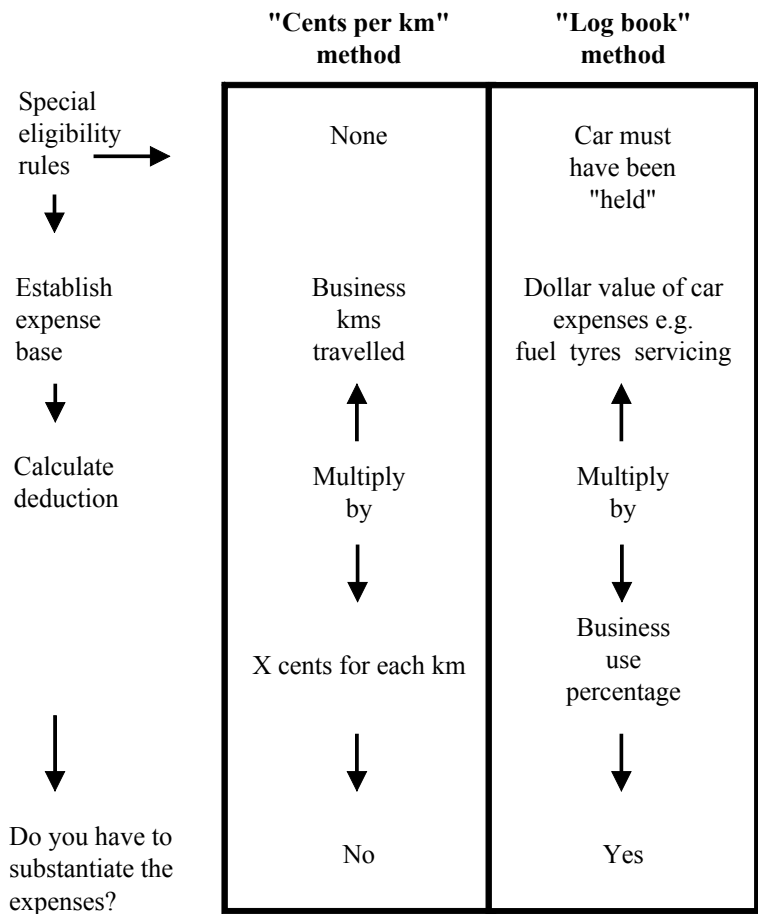 "Cents per km"
method
"Log book"
method
Special
eligibility
rules
None
Car must
have been
"held"
Establish
expense
base
Business
kms
travelled
Dollar value of car
expenses e.g.
fuel tyres servicing
Calculate
deduction
Multiply
by
Multiply
by
X cents for each km
Business
use
percentage
Do you have to
substantiate the
expenses?
No
Yes